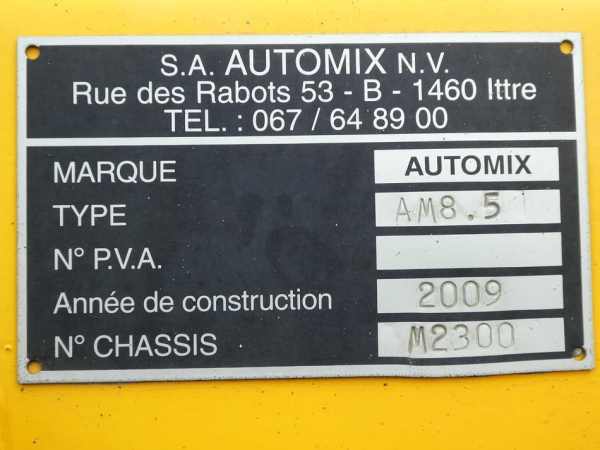 S.A. AUTOMIX N.V.
Rue des Rabots 53 - B - 1460 Ittre
TEL. : 067 / 64 89 00
MARQUE AUTOMIX
TYPE AM8.5
N° P.V.A.
Année de construction 2009
N° CHASSIS M2300